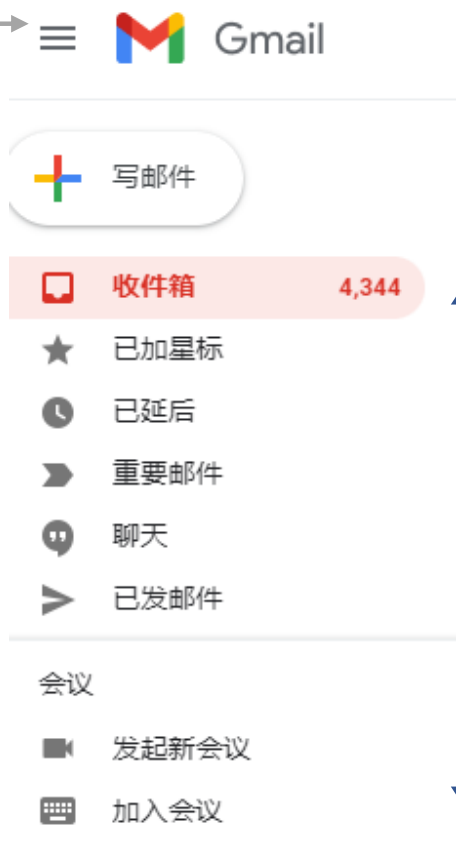 Gmail
写邮件
收件箱 4,344
已加星标
已延后
重要邮件
聊天
已发邮件
会议
发起新会议
加入会议